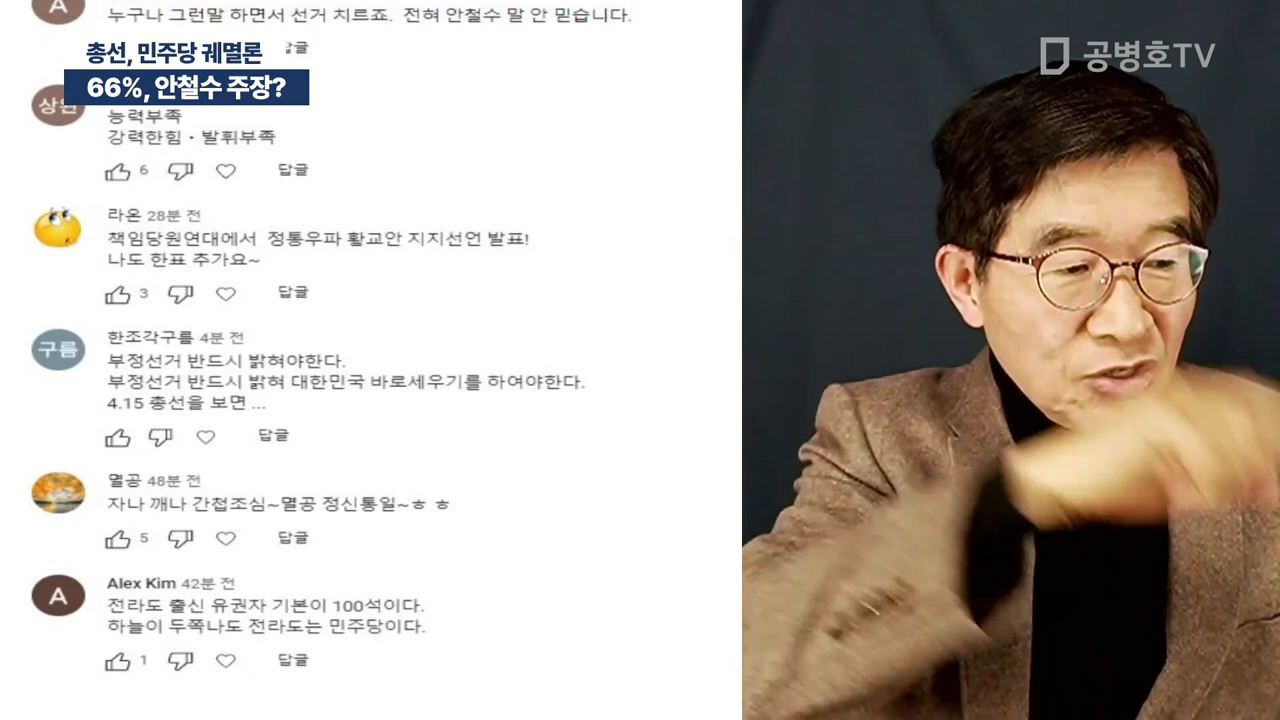 A
누구나 그런말 하면서 선거 치르죠. 전혀 안철수 말 안 믿습니다.
총선, 민주당 궤멸론
66%, 안철수 주장?
공병호TV
상원
능력부족
강력한힘·발휘부족
6 답글
라온 28분 전
책임당원연대에서 정통우파 황교안 지지선언 발표!
나도 한표 추가요~
3 답글
구름
한조각구름 4분 전
부정선거 반드시 밝혀야한다.
부정선거 반드시 밝혀 대한민국 바로세우기를 하여야한다.
4.15 총선을 보면 ...
답글
멸공 48분 전
자나 깨나 간첩조심~멸공 정신통일~ㅎ ㅎ
5 답글
A
Alex Kim 42분 전
전라도 출신 유권자 기본이 100석이다.
하늘이 두쪽나도 전라도는 민주당이다.
1 답글